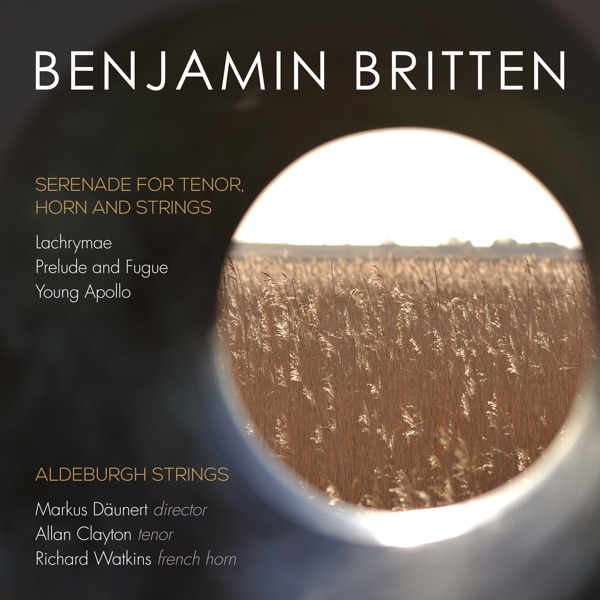 BENJAMIN BRITTEN
SERENADE FOR TENOR,
HORN AND STRINGS
Lachrymae
Prelude and Fugue
Young Apollo
ALDEBURGH STRINGS
Markus Däunert director
Allan Clayton tenor
Richard Watkins french horn